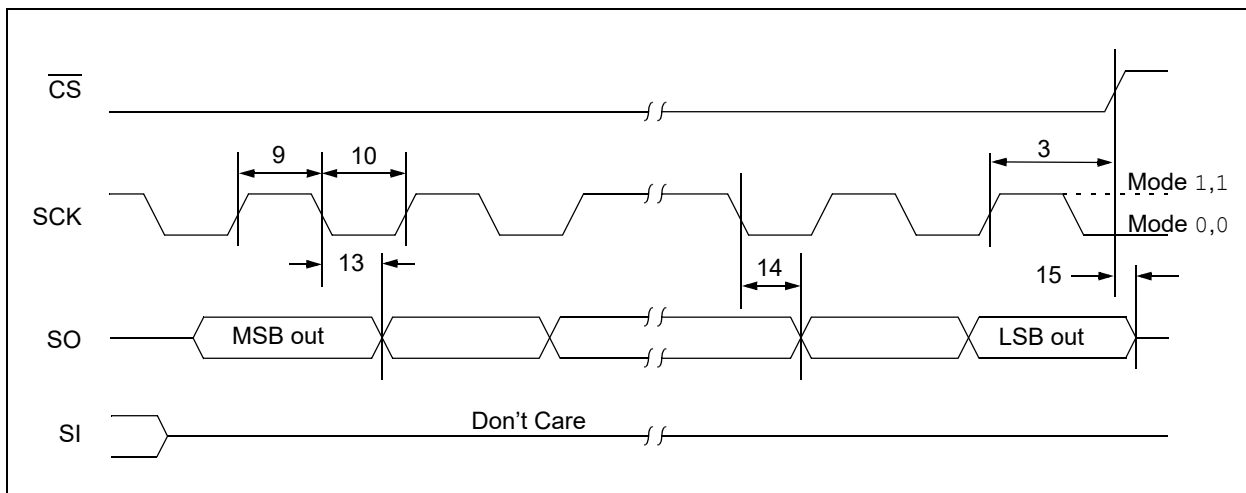 C̅S̅
9 10 3
Mode 1,1
SCK
Mode 0,0
13 14 15
SO MSB out LSB out
SI Don't Care